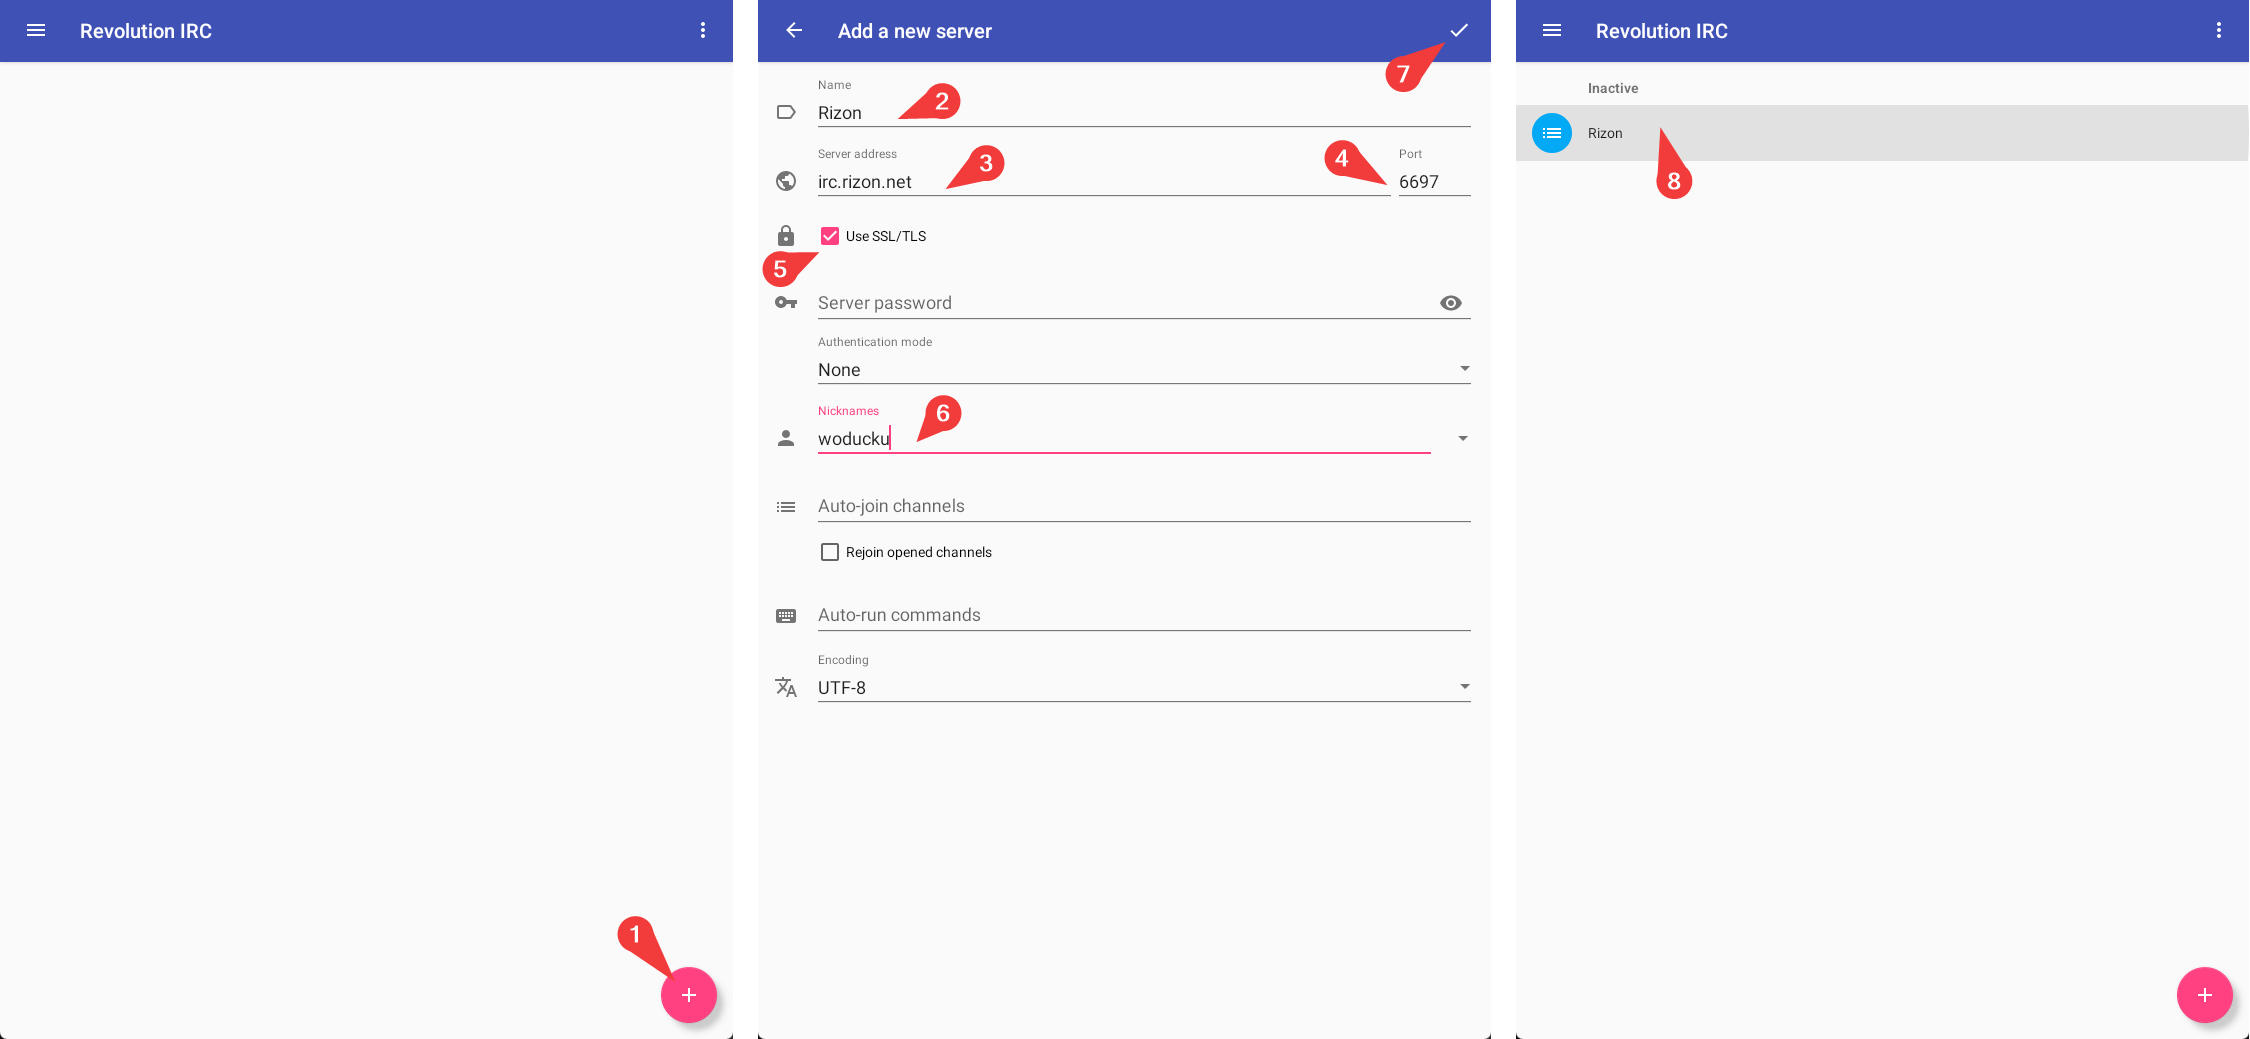 Revolution IRC
1
Add a new server
7
Name
Rizon
2
Server address
irc.rizon.net
3
4
Port
6697
Use SSL/TLS
5
Server password
Authentication mode
None
Nicknames
woducku
6
Auto-join channels
Rejoin opened channels
Auto-run commands
Encoding
UTF-8
Revolution IRC
Inactive
Rizon
8